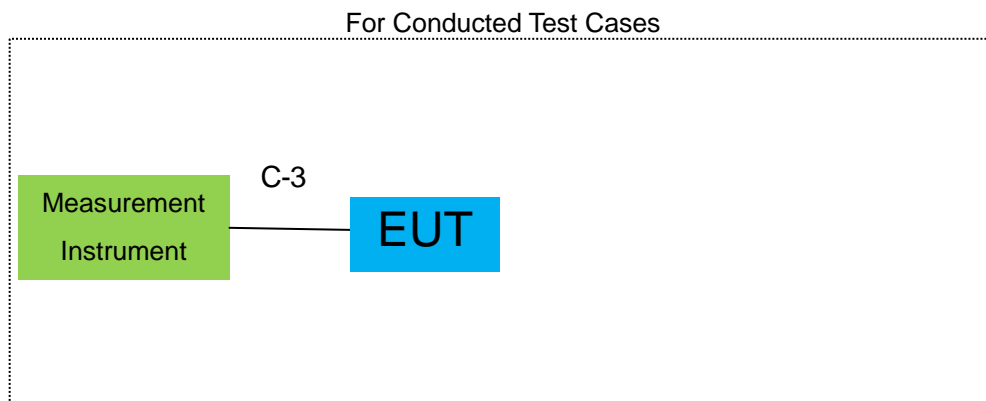 For Conducted Test Cases
C-3
Measurement
Instrument
EUT